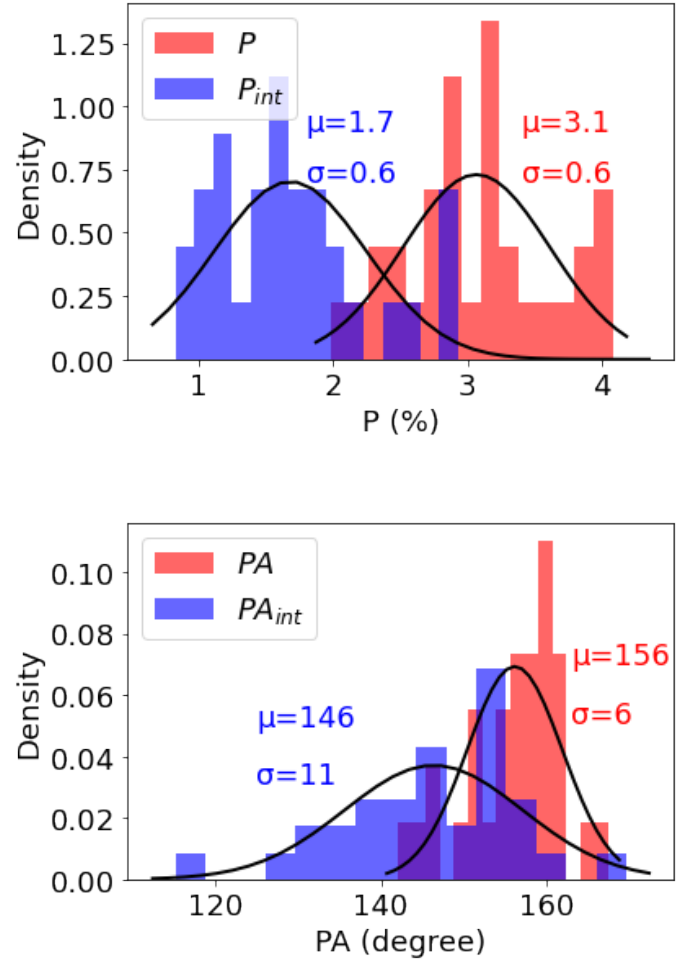 P
P_int
μ=1.7
σ=0.6
μ=3.1
σ=0.6
Density
1.25
1.00
0.75
0.50
0.25
0.00
1 2 3 4
P (%)
PA
PA_int
μ=146
σ=11
μ=156
σ=6
Density
0.10
0.08
0.06
0.04
0.02
0.00
120 140 160
PA (degree)